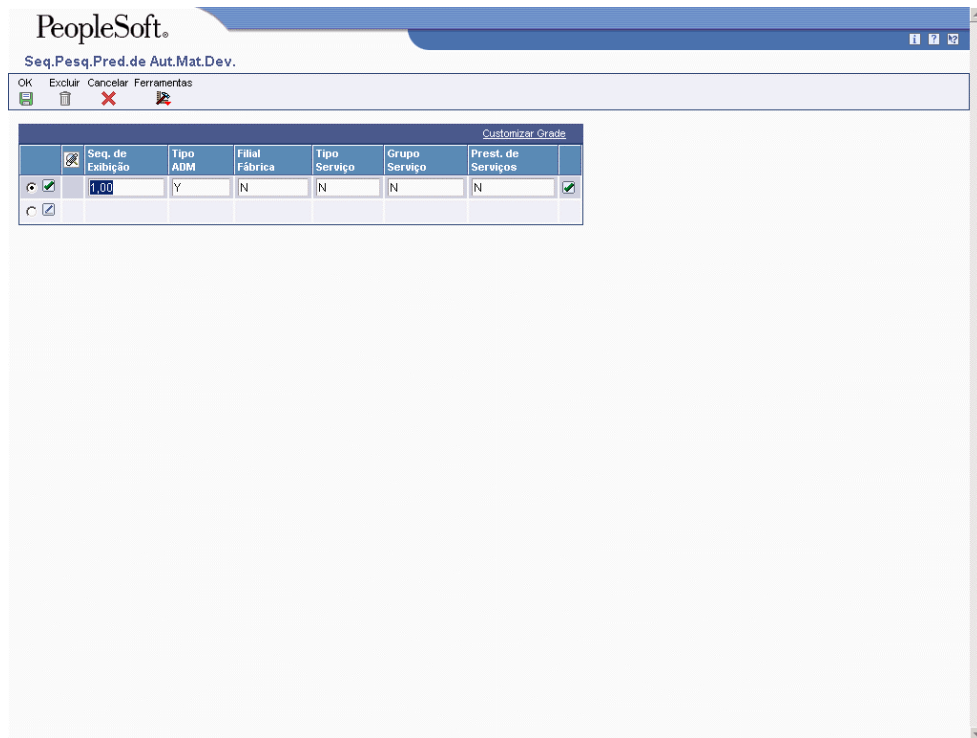 PeopleSoft®
Seq.Pesq.Pred.de Aut.Mat.Dev.
OK Excluir Cancelar Ferramentas
Customizar Grade
Seq. de Exibição Tipo ADM Filial Fábrica Tipo Serviço Grupo Serviço Prest. de Serviços
1,00 Y N N N N